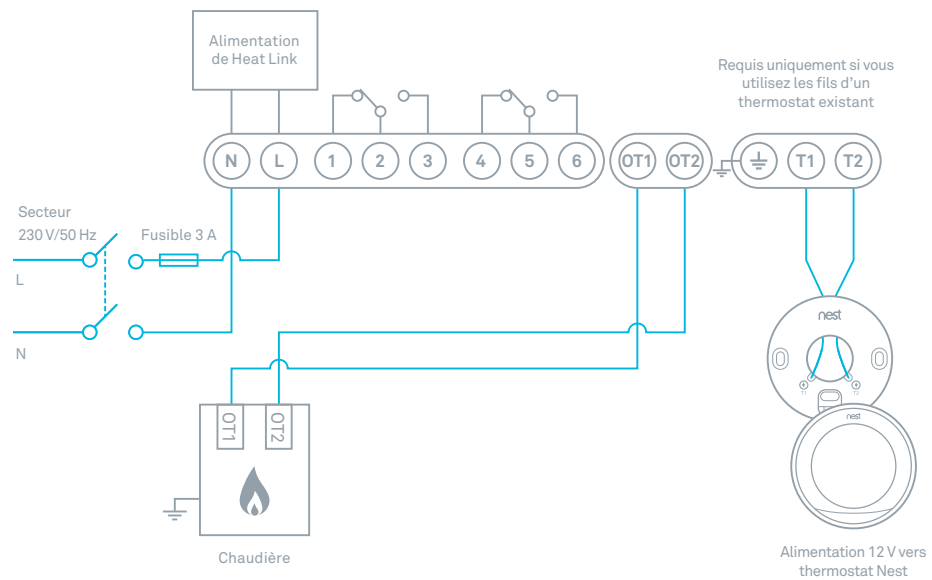 Alimentation
de Heat Link
Requis uniquement si vous
utilisez les fils d’un
thermostat existant
N
L
1
2
3
4
5
6
OT1
OT2
T1
T2
Secteur
230 V/50 Hz
Fusible 3 A
L
N
nest
T1
T2
nest
OT1
OT2
Chaudière
Alimentation 12 V vers
thermostat Nest